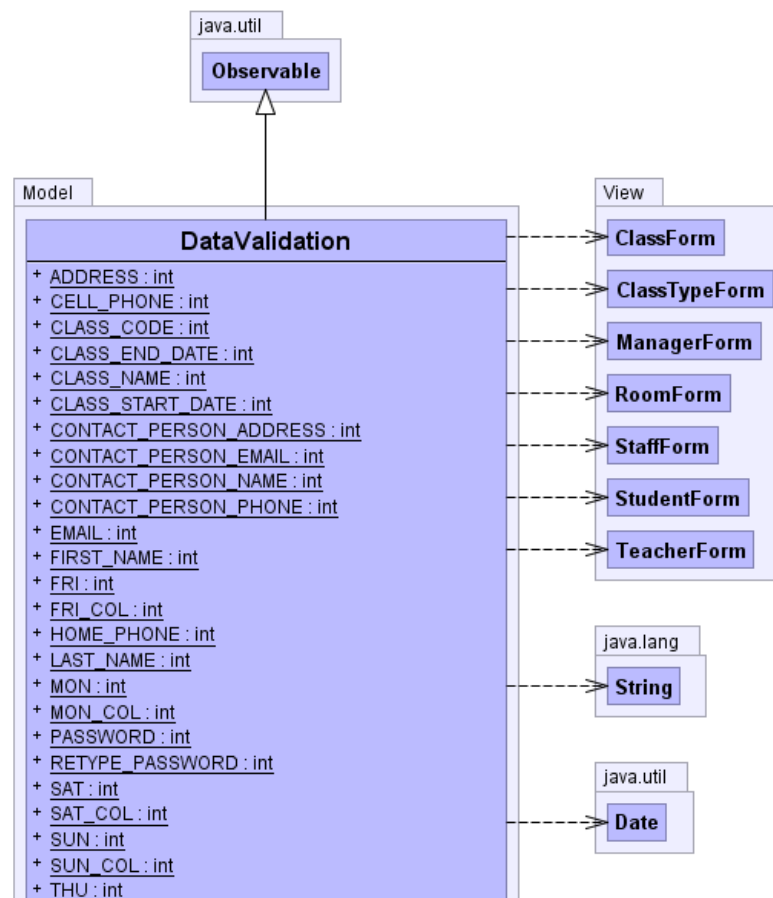 java.util
Observable
Model
DataValidation
+ ADDRESS : int
+ CELL_PHONE : int
+ CLASS_CODE : int
+ CLASS_END_DATE : int
+ CLASS_NAME : int
+ CLASS_START_DATE : int
+ CONTACT_PERSON_ADDRESS : int
+ CONTACT_PERSON_EMAIL : int
+ CONTACT_PERSON_NAME : int
+ CONTACT_PERSON_PHONE : int
+ EMAIL : int
+ FIRST_NAME : int
+ FRI : int
+ FRI_COL : int
+ HOME_PHONE : int
+ LAST_NAME : int
+ MON : int
+ MON_COL : int
+ PASSWORD : int
+ RETYPE_PASSWORD : int
+ SAT : int
+ SAT_COL : int
+ SUN : int
+ SUN_COL : int
+ THU : int
View
ClassForm
ClassTypeForm
ManagerForm
RoomForm
StaffForm
StudentForm
TeacherForm
java.lang
String
java.util
Date